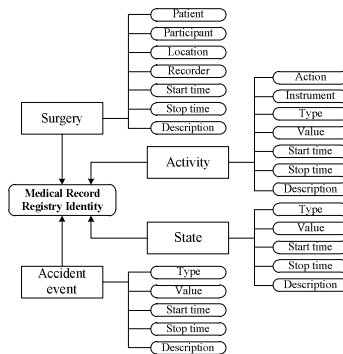 Patient
Participant
Location
Recorder
Start time
Stop time
Description
Surgery
Action
Instrument
Type
Value
Start time
Stop time
Description
Activity
Medical Record
Registry Identity
Type
Value
Start time
Stop time
Description
State
Accident
event
Type
Value
Start time
Stop time
Description